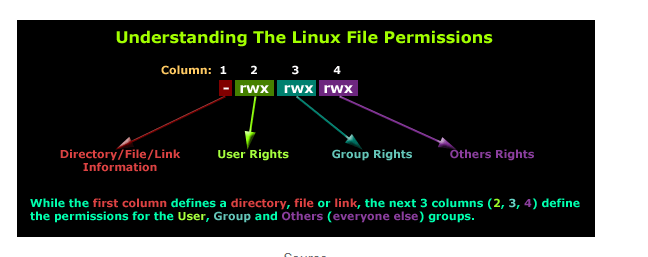 Understanding The Linux File Permissions
Column: 1 2 3 4
- rwx rwx rwx
Directory/File/Link Information User Rights Group Rights Others Rights
While the first column defines a directory, file or link, the next 3 columns (2, 3, 4) define
the permissions for the User, Group and Others (everyone else) groups.